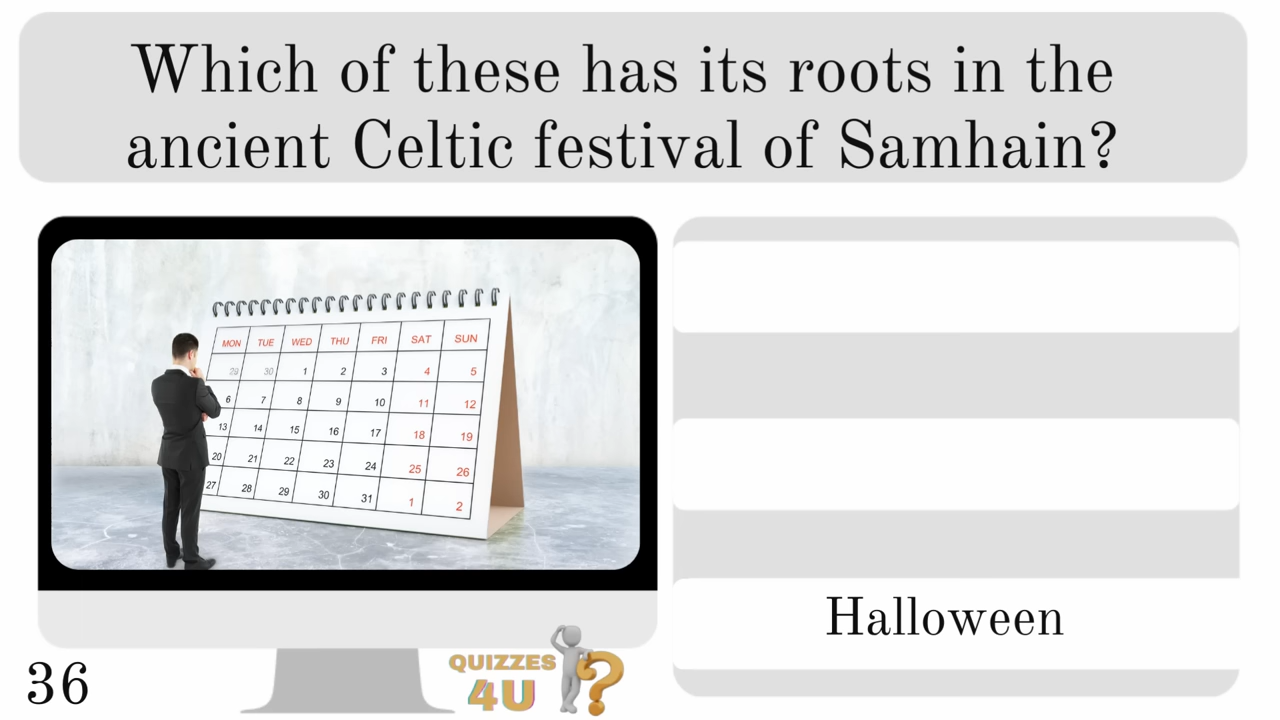 Which of these has its roots in the
ancient Celtic festival of Samhain?
MON TUE WED THU FRI SAT SUN
29 30 1 2 3 4 5
6 7 8 9 10 11 12
13 14 15 16 17 18 19
20 21 22 23 24 25 26
27 28 29 30 31 1 2
Halloween
36
QUIZZES
4U
?